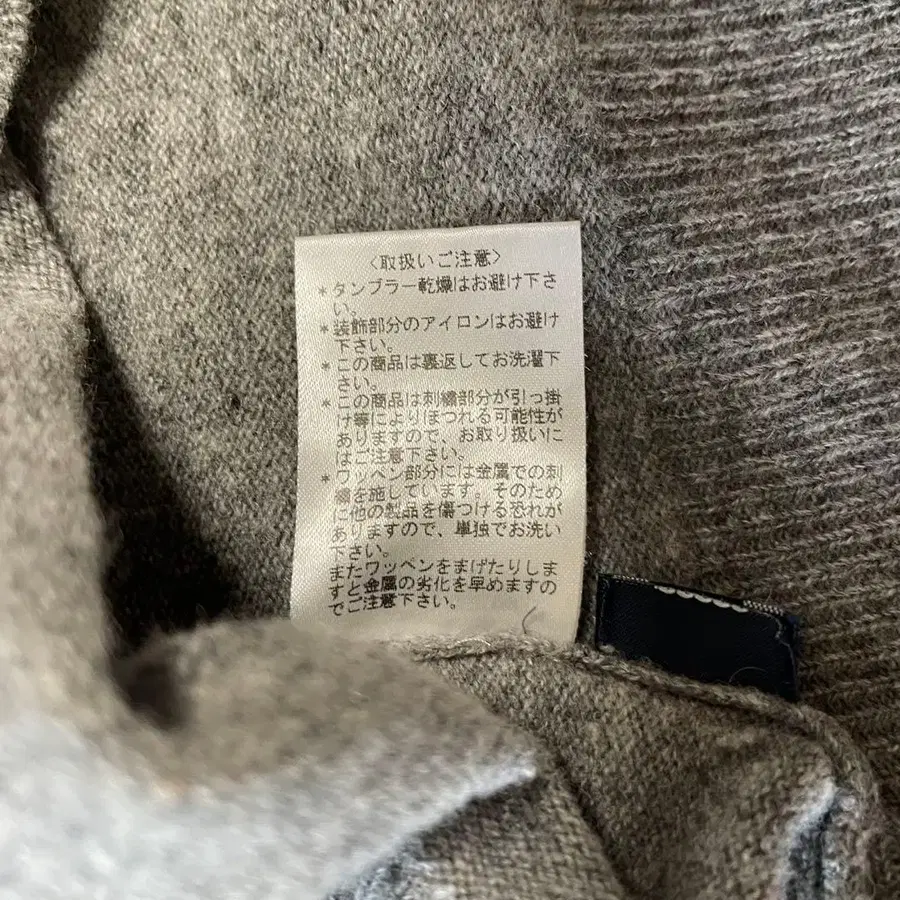 〈取扱いご注意〉
*タンブラー乾燥はお避け下さ
い。
*装飾部分のアイロンはお避け
下さい。
*この商品は裏返してお洗濯下
さい。
*この商品は刺繍部分が引っ掛
け等によりほつれる可能性が
ありますので、お取り扱いに
はご注意下さい。
*ワッペン部分には金属での刺
繍を施しています。そのため
に他の製品を傷つける恐れが
ありますので、単独でお洗い
下さい。
またワッペンをまげたりしま
すと金属の劣化を早めますの
でご注意下さい。